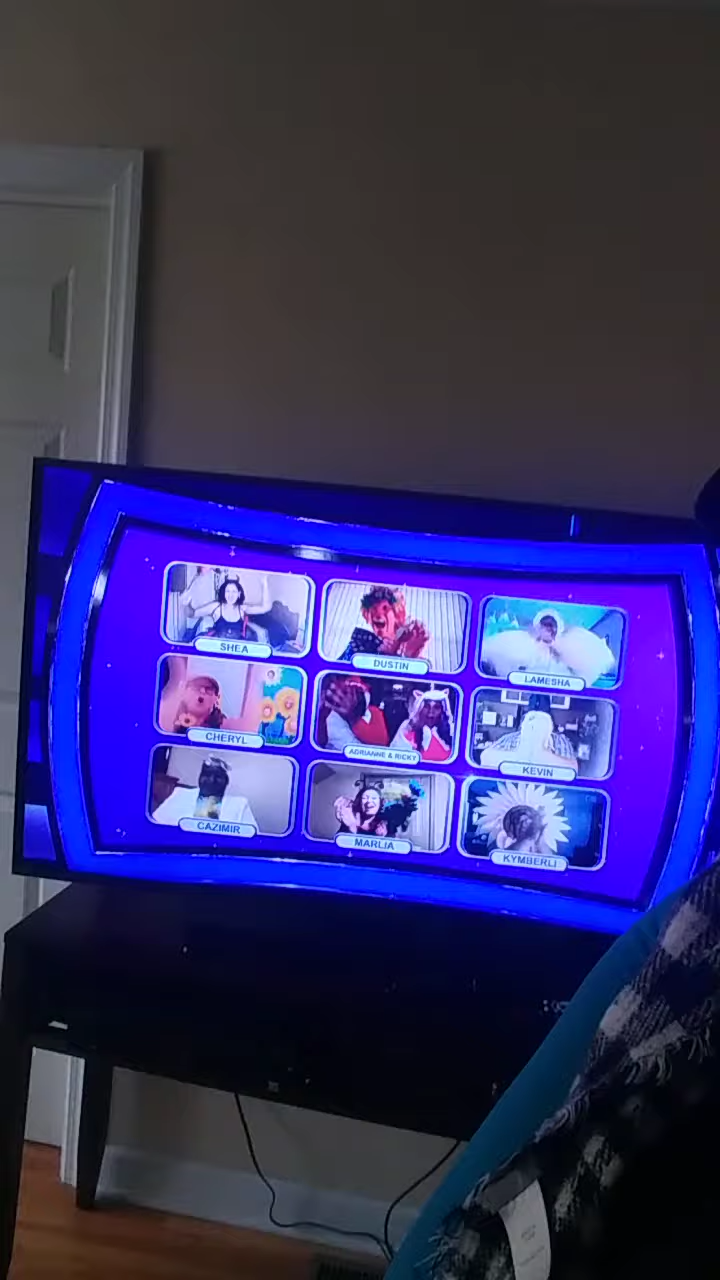 SHEA
DUSTIN
LAMESHA
CHERYL
ADRIANNE & RICKY
KEVIN
CAZIMIR
MARLIA
KYMBERLI